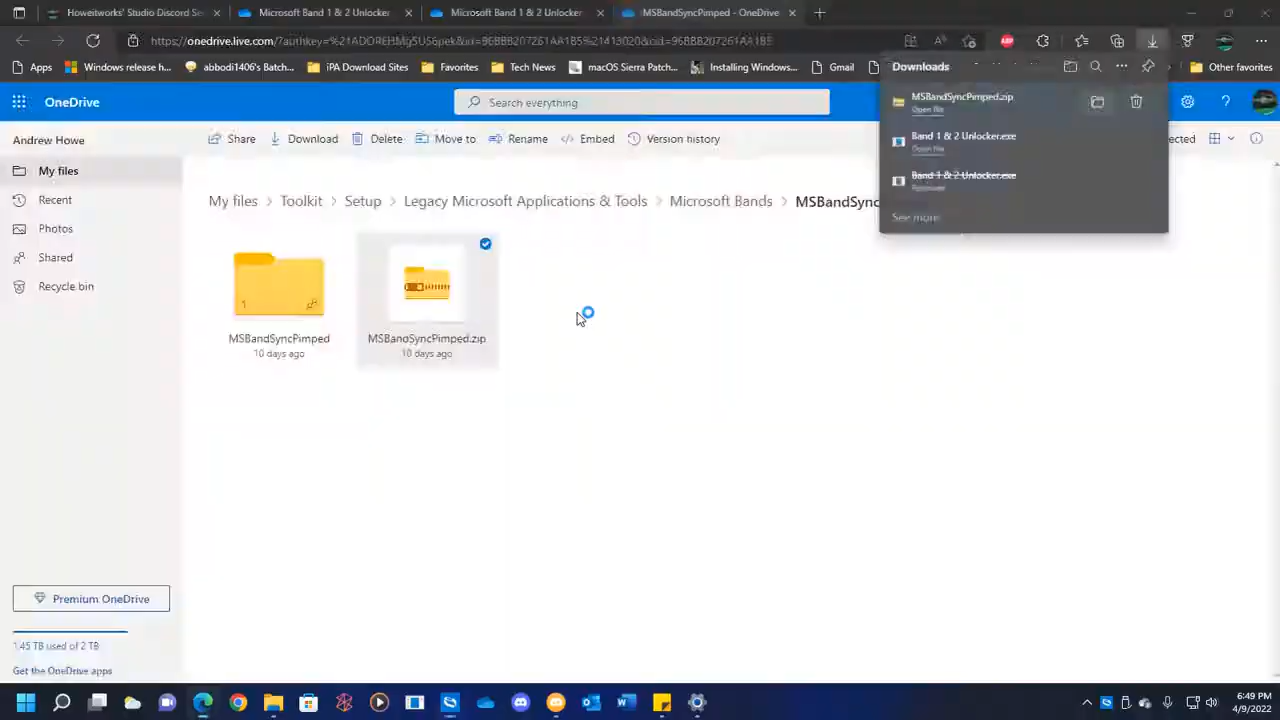 Howeitworks' Studio Discord Ser
Microsoft Band 1 & 2 Unlocker
Microsoft Band 1 & 2 Unlocker
MSBandSyncPimped - OneDrive
Apps
Windows release h...
abbodi1406's Batch...
iPA Download Sites
Favorites
Tech News
macOS Sierra Patch...
Installing Windows...
Gmail
Other favorites
Downloads
MSBandSyncPimped.zip
Open file
Band 1 & 2 Unlocker.exe
Open file
Band 1 & 2 Unlocker.exe
Removed
See more
OneDrive
Search everything
Andrew Howe
Share
Download
Delete
Move to
Rename
Embed
Version history
My files
Recent
Photos
Shared
Recycle bin
My files > Toolkit > Setup > Legacy Microsoft Applications & Tools > Microsoft Bands > MSBandSync
1
MSBandSyncPimped
10 days ago
MSBandSyncPimped.zip
10 days ago
Premium OneDrive
1.45 TB used of 2 TB
Get the OneDrive apps
6:49 PM
4/9/2022